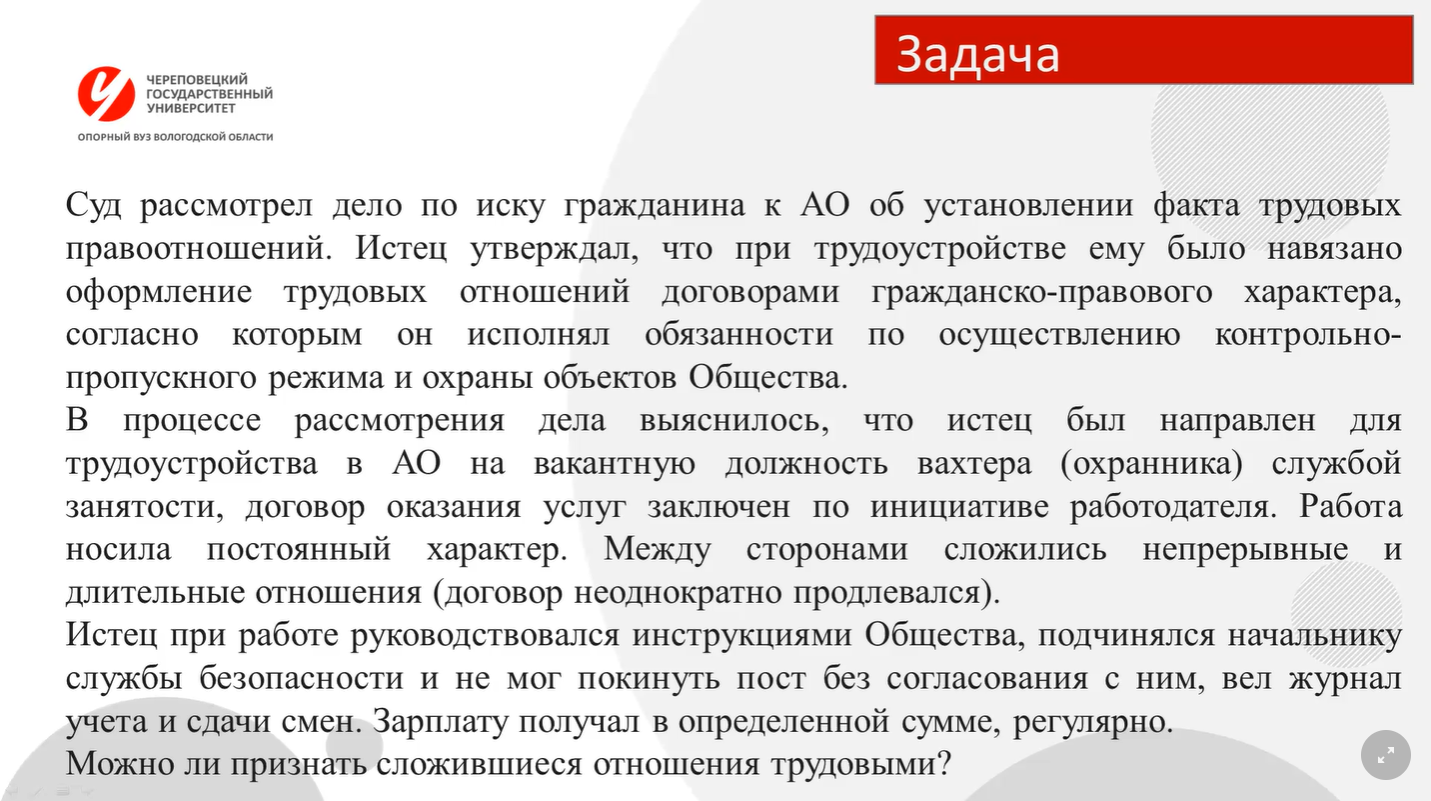 Задача
ЧЕРЕПОВЕЦКИЙ
ГОСУДАРСТВЕННЫЙ
УНИВЕРСИТЕТ
ОПОРНЫЙ ВУЗ ВОЛОГОДСКОЙ ОБЛАСТИ
Суд рассмотрел дело по иску гражданина к АО об установлении факта трудовых
правоотношений. Истец утверждал, что при трудоустройстве ему было навязано
оформление трудовых отношений договорами гражданско-правового характера,
согласно которым он исполнял обязанности по осуществлению контрольно-
пропускного режима и охраны объектов Общества.
В процессе рассмотрения дела выяснилось, что истец был направлен для
трудоустройства в АО на вакантную должность вахтера (охранника) службой
занятости, договор оказания услуг заключен по инициативе работодателя. Работа
носила постоянный характер. Между сторонами сложились непрерывные и
длительные отношения (договор неоднократно продлевался).
Истец при работе руководствовался инструкциями Общества, подчинялся начальнику
службы безопасности и не мог покинуть пост без согласования с ним, вел журнал
учета и сдачи смен. Зарплату получал в определенной сумме, регулярно.
Можно ли признать сложившиеся отношения трудовыми?